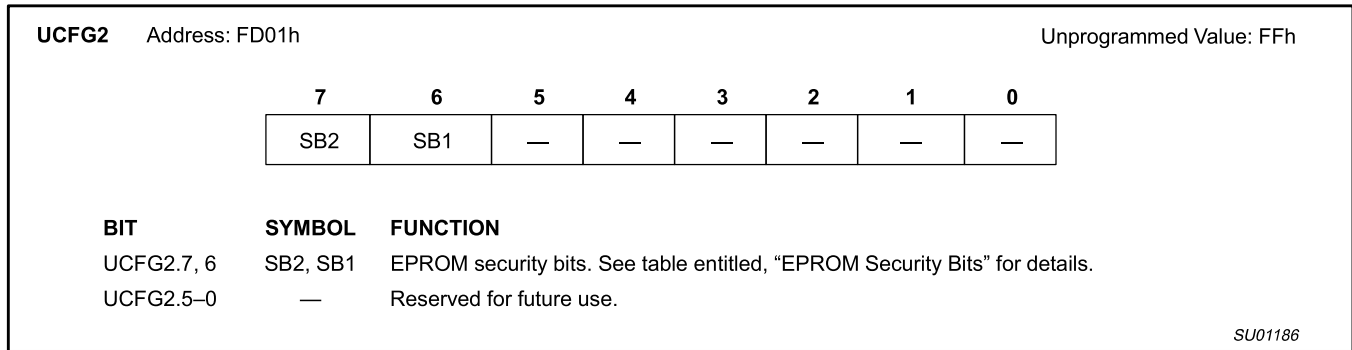 UCFG2 Address: FD01h Unprogrammed Value: FFh
7 6 5 4 3 2 1 0
SB2 SB1 — — — — — —
BIT SYMBOL FUNCTION
UCFG2.7, 6 SB2, SB1 EPROM security bits. See table entitled, “EPROM Security Bits” for details.
UCFG2.5–0 — Reserved for future use.
SU01186